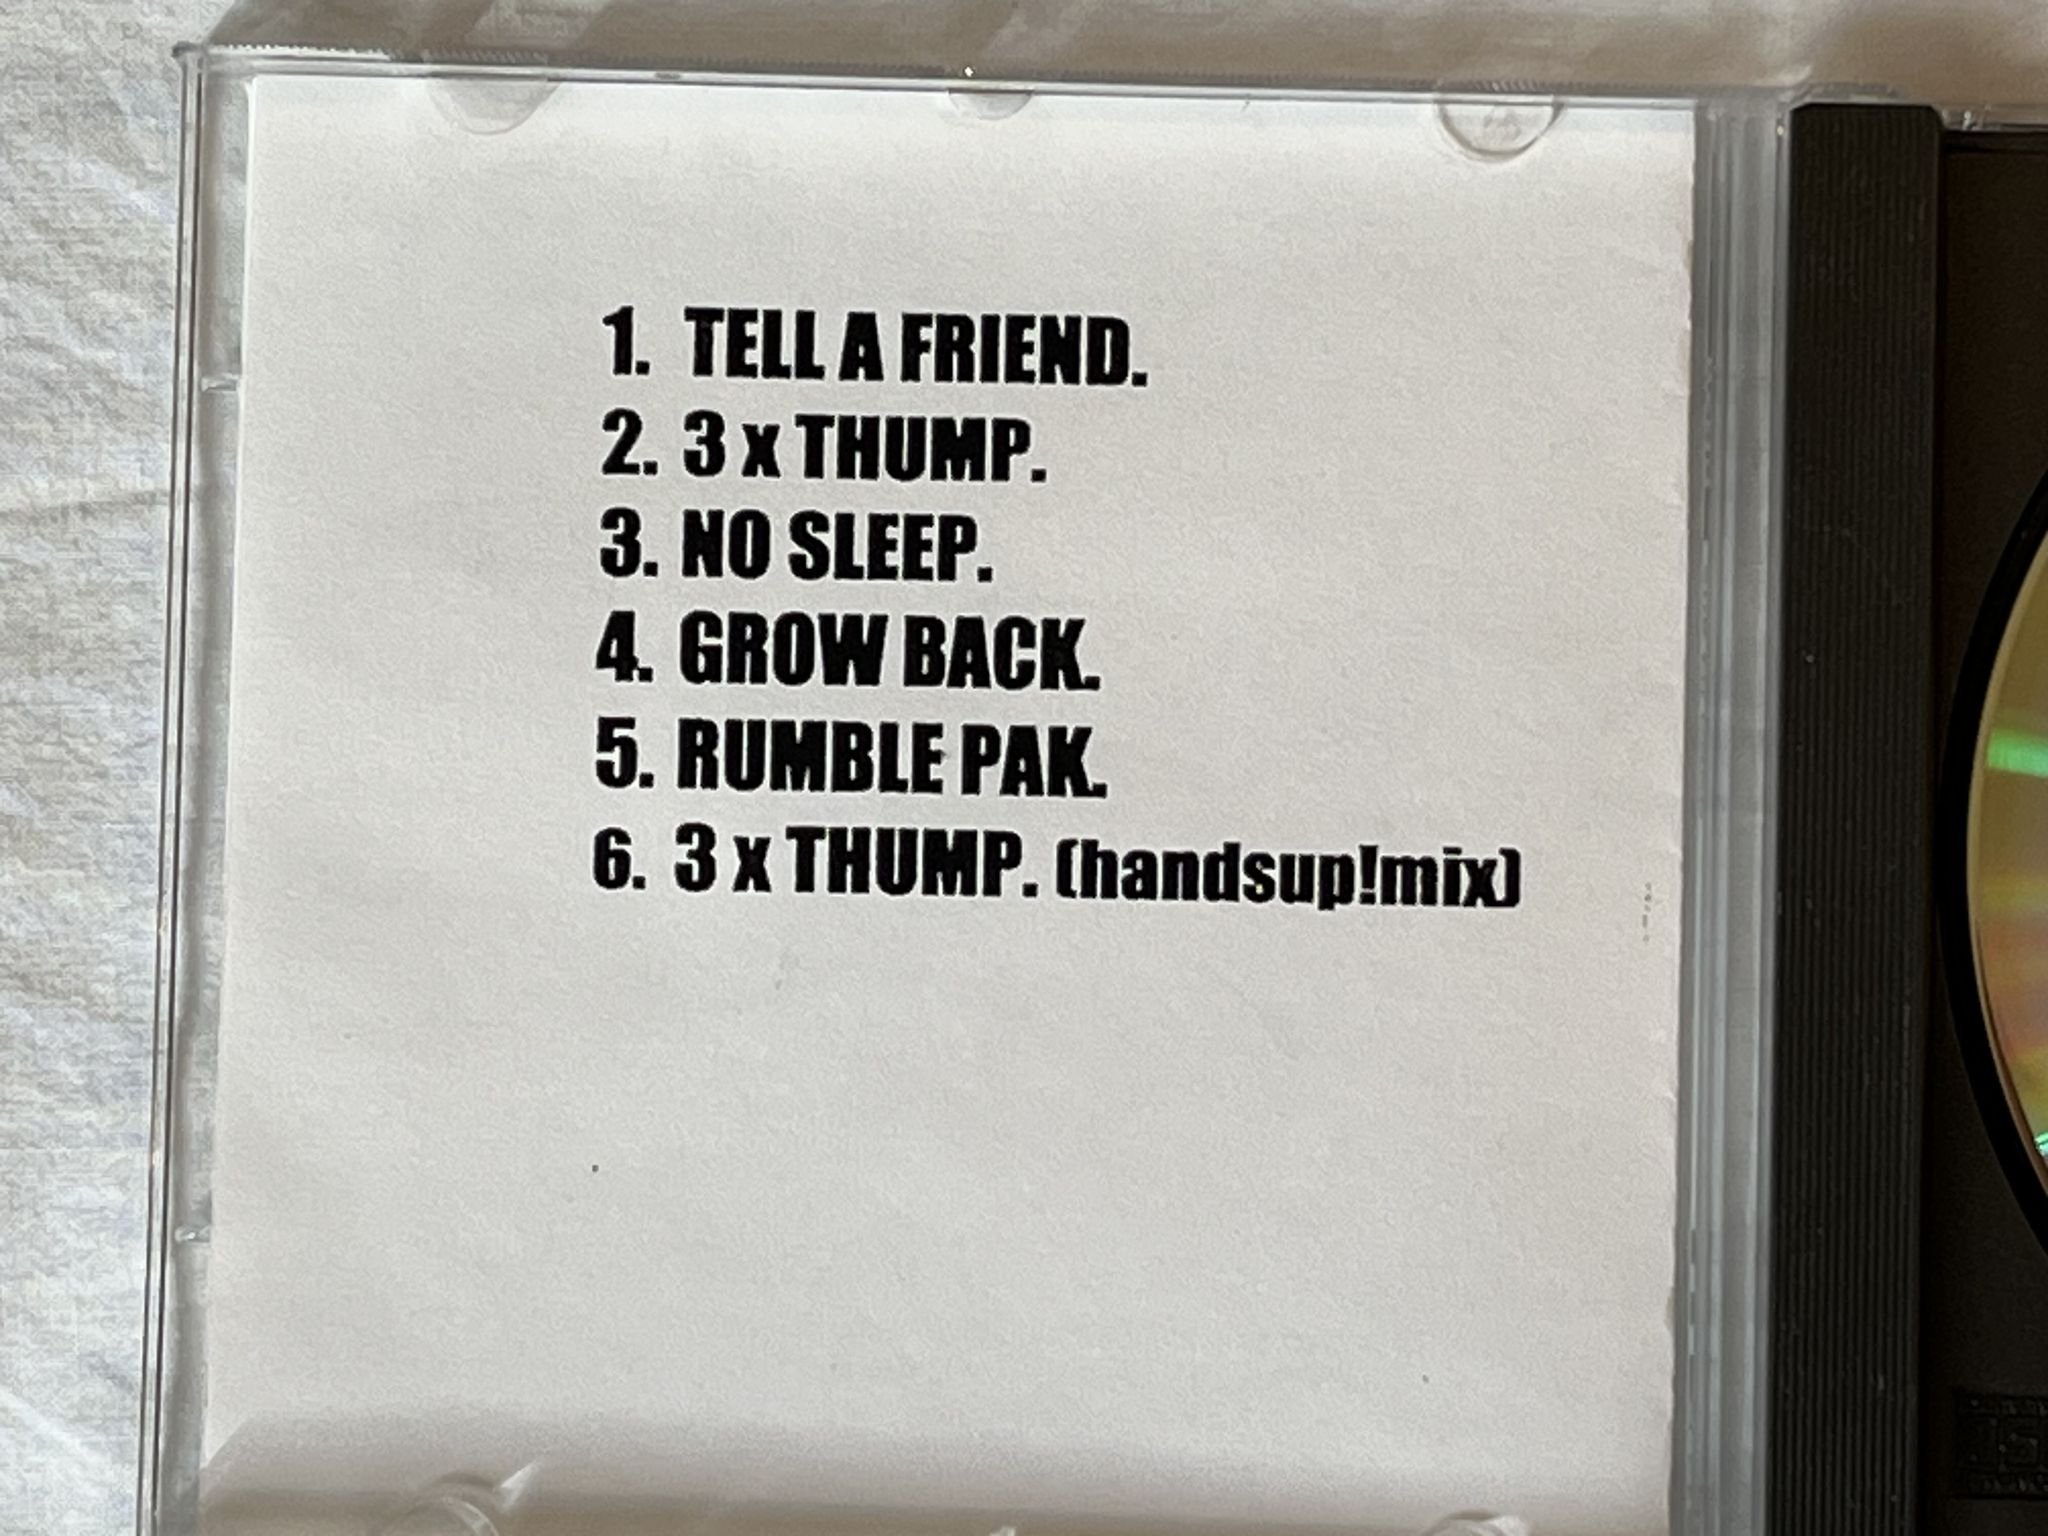 1. TELL A FRIEND.
2. 3 x THUMP.
3. NO SLEEP.
4. GROW BACK.
5. RUMBLE PAK.
6. 3 x THUMP. (handsup!mix)